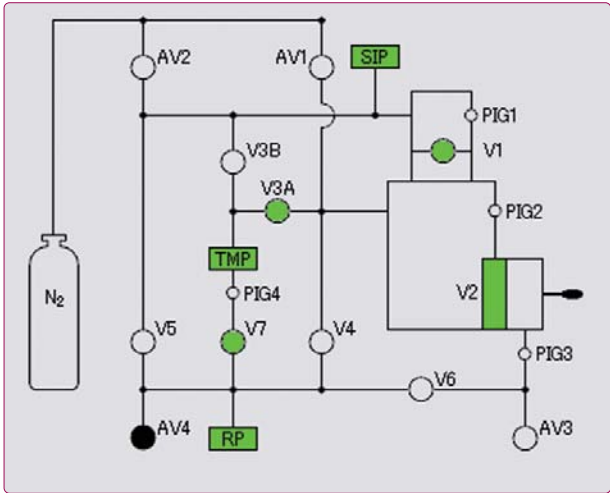 AV2
AV1
SIP
PIG1
V3B
V1
V3A
PIG2
TMP
N2
PIG4
V2
V5
V7
V4
PIG3
V6
AV4
RP
AV3